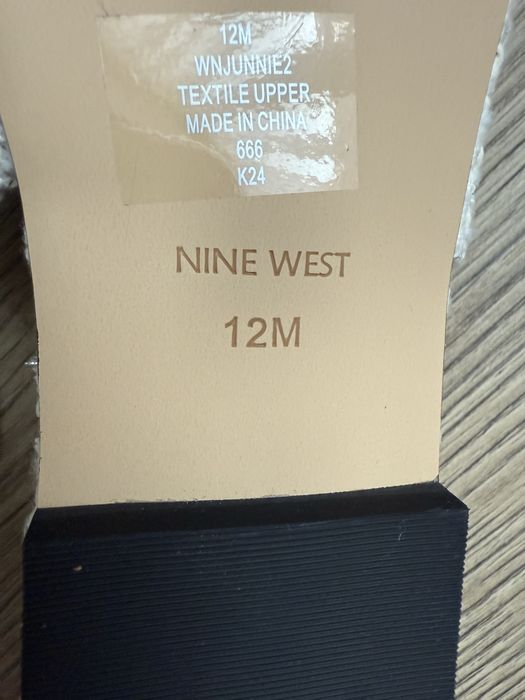 12M
WNJUNNIE2
TEXTILE UPPER
MADE IN CHINA
666
K24
NINE WEST
12M